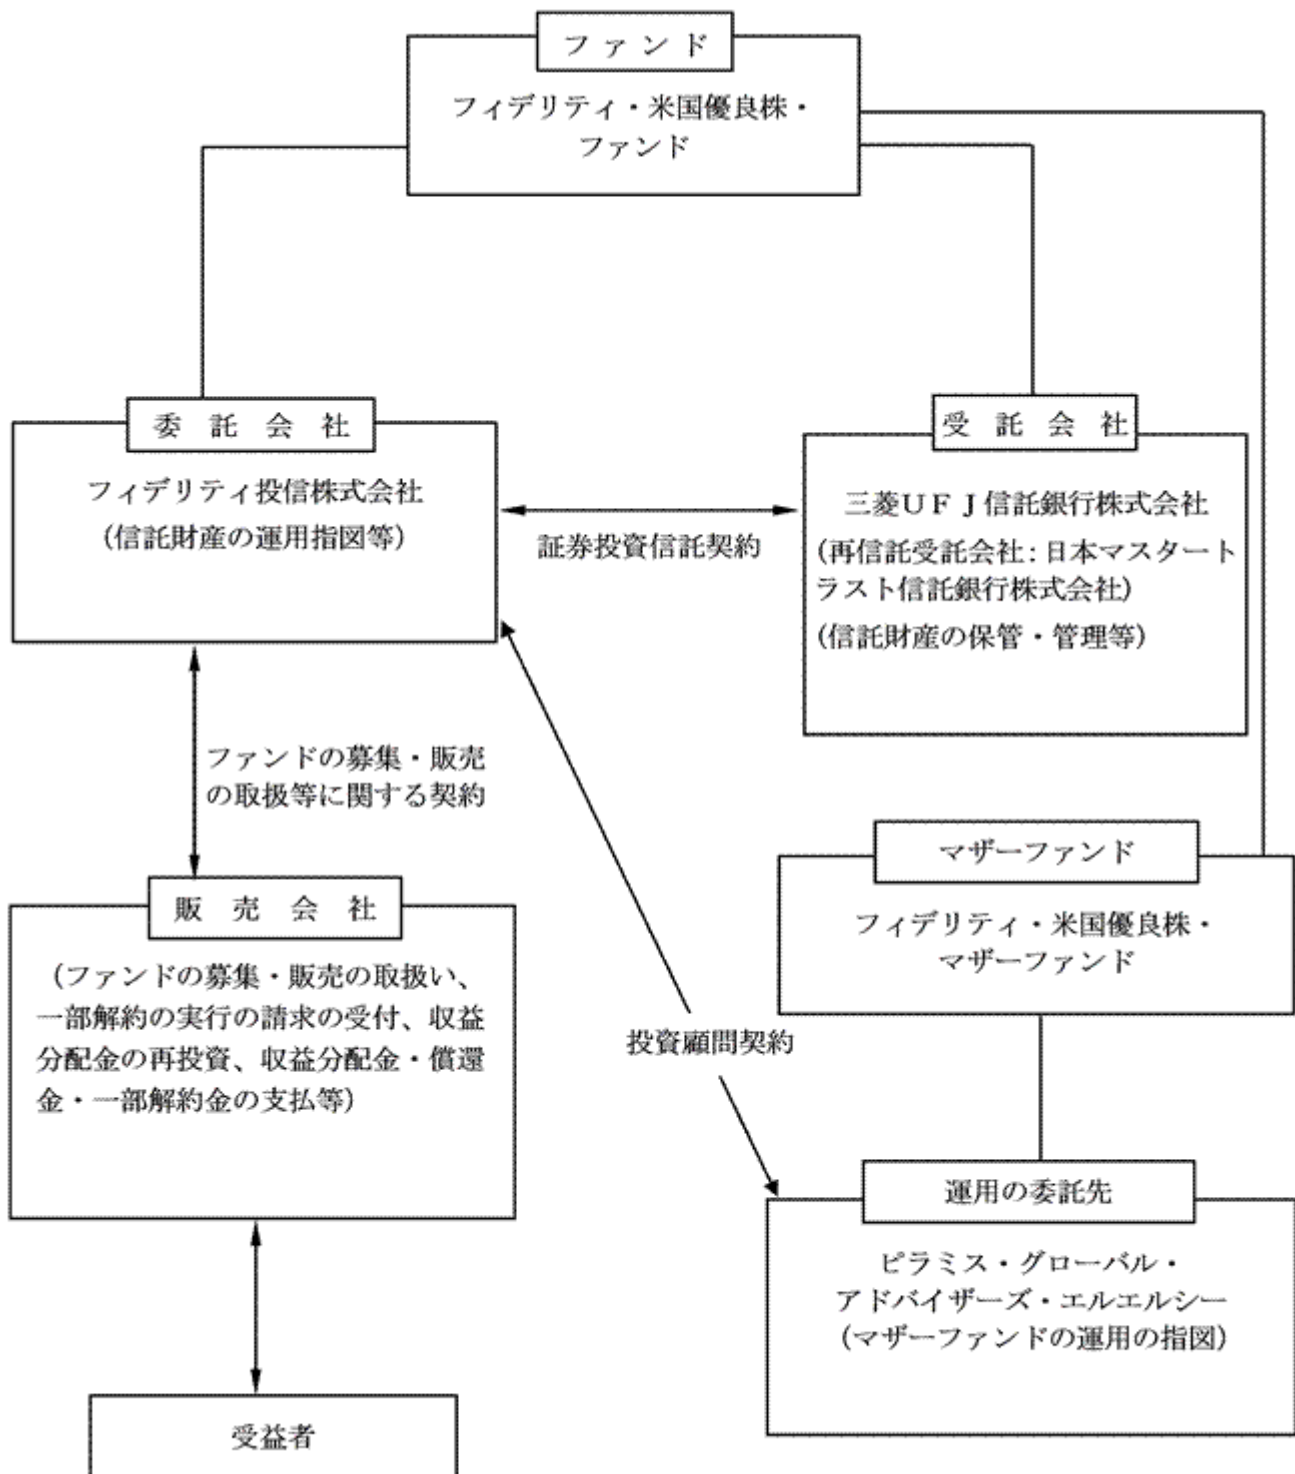 ファンド
フィデリティ・米国優良株・
ファンド
委託会社
フィデリティ投信株式会社
(信託財産の運用指図等)
証券投資信託契約
受託会社
三菱ＵＦＪ信託銀行株式会社
(再信託受託会社:日本マスタート
ラスト信託銀行株式会社)
(信託財産の保管・管理等)
ファンドの募集・販売
の取扱等に関する契約
マザーファンド
フィデリティ・米国優良株・
マザーファンド
販売会社
(ファンドの募集・販売の取扱い、
一部解約の実行の請求の受付、収益
分配金の再投資、収益分配金・償還
金・一部解約金の支払等)
投資顧問契約
運用の委託先
ピラミス・グローバル・
アドバイザーズ・エルエルシー
(マザーファンドの運用の指図)
受益者